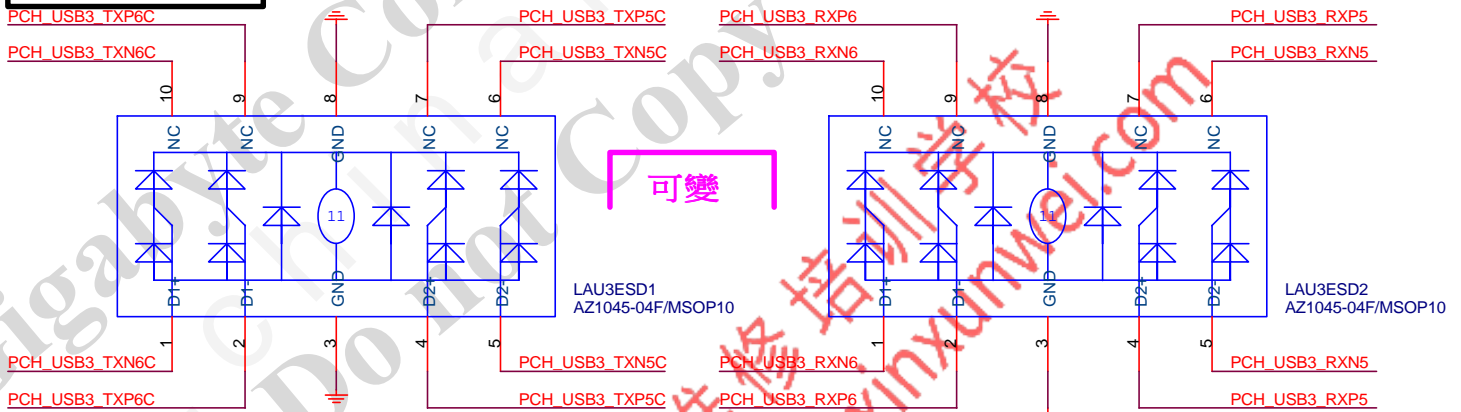 PCH_USB3_TXP6C
PCH_USB3_TXP5C
PCH_USB3_RXP6
PCH_USB3_RXP5
PCH_USB3_TXN6C
PCH_USB3_TXN5C
PCH_USB3_RXN6
PCH_USB3_RXN5
10 9 8 7 6
10 9 8 7 6
NC NC GND NC NC
NC NC GND NC NC
可變
11
11
D1+ D1- GND D2+ D2-
D1+ D1- GND D2+ D2-
LAU3ESD1
AZ1045-04F/MSOP10
LAU3ESD2
AZ1045-04F/MSOP10
1 2 3 4 5
1 2 3 4 5
PCH_USB3_TXN6C
PCH_USB3_TXN5C
PCH_USB3_RXN6
PCH_USB3_RXN5
PCH_USB3_TXP6C
PCH_USB3_TXP5C
PCH_USB3_RXP6
PCH_USB3_RXP5
Do not Copy
修培训学校
inxunwei.com